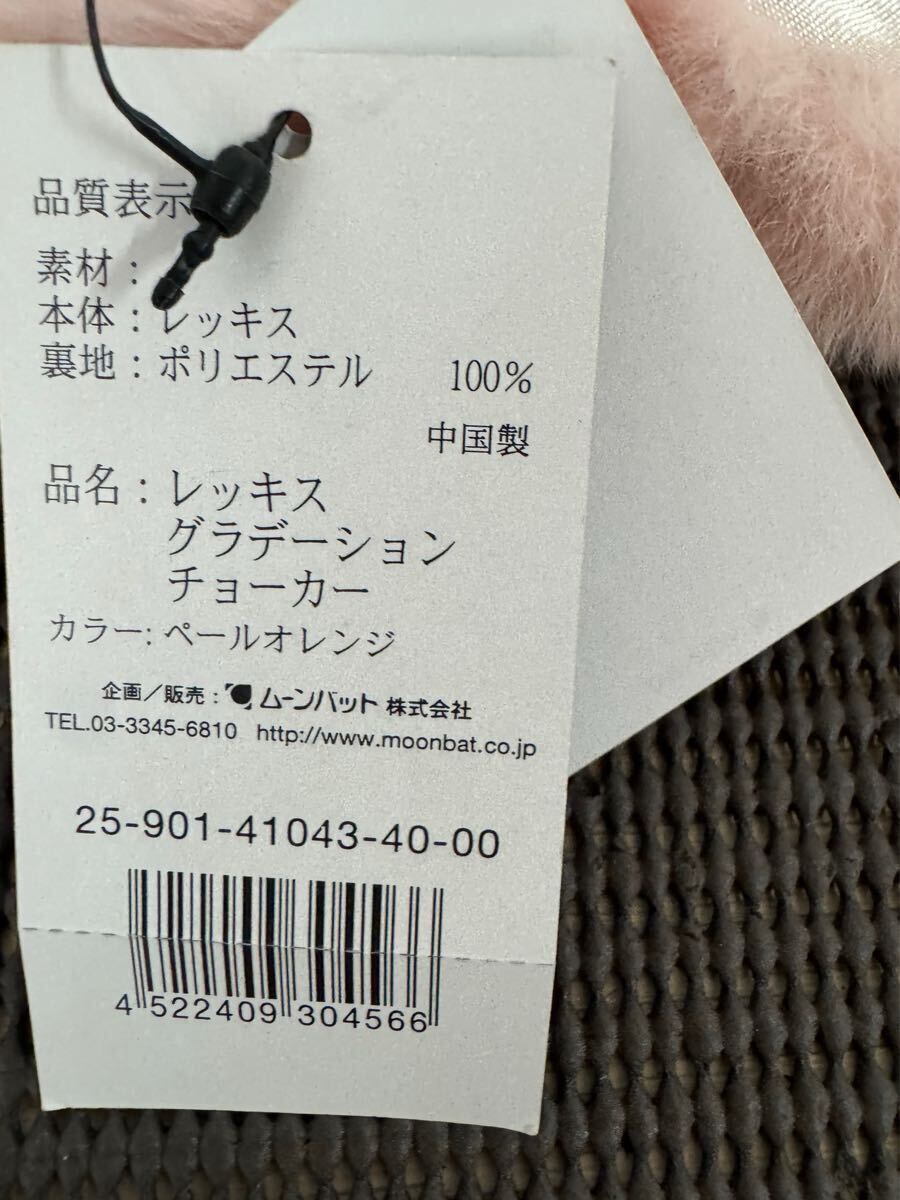 品質表示
素材：
本体：レッキス
裏地：ポリエステル 100%
中国製
品名：レッキス
グラデーション
チョーカー
カラー：ペールオレンジ
企画／販売：ムーンバット 株式会社
TEL.03-3345-6810 http://www.moonbat.co.jp
25-901-41043-40-00
4 522409 304566